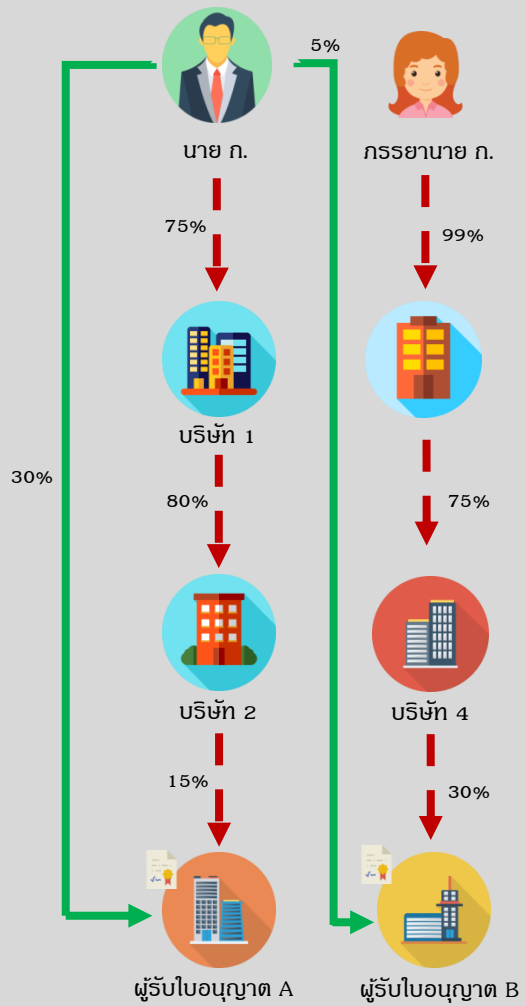 5%
นาย ก.
ภรรยานาย ก.
75%
99%
บริษัท 1
30%
80%
75%
บริษัท 2
บริษัท 4
15%
30%
ผู้รับใบอนุญาต A
ผู้รับใบอนุญาต B